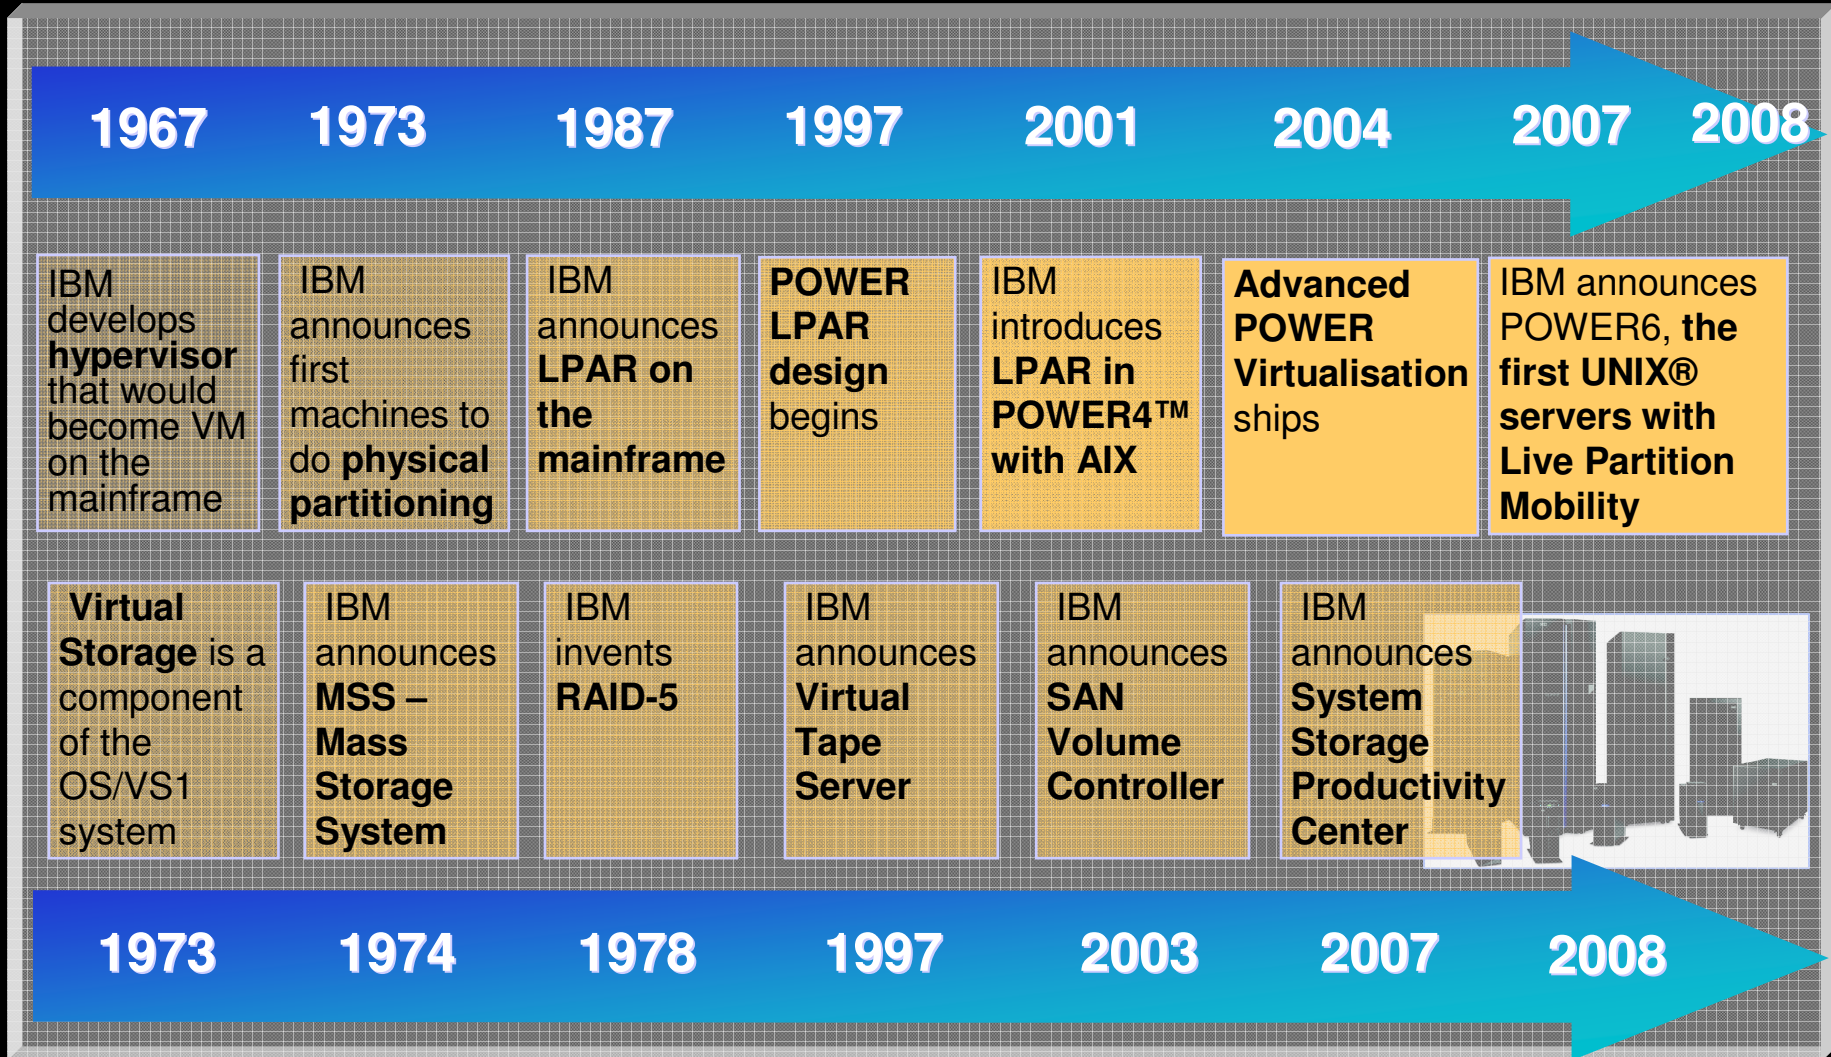 1967 1973 1987 1997 2001 2004 2007 2008
IBM
develops
hypervisor
that would
become VM
on the
mainframe
IBM
announces
first
machines to
do physical
partitioning
IBM
announces
LPAR on
the
mainframe
POWER
LPAR
design
begins
IBM
introduces
LPAR in
POWER4™
with AIX
Advanced
POWER
Virtualisation
ships
IBM announces
POWER6, the
first UNIX®
servers with
Live Partition
Mobility
Virtual
Storage is a
component
of the
OS/VS1
system
IBM
announces
MSS –
Mass
Storage
System
IBM
invents
RAID-5
IBM
announces
Virtual
Tape
Server
IBM
announces
SAN
Volume
Controller
IBM
announces
System
Storage
Productivity
Center
1973 1974 1978 1997 2003 2007 2008